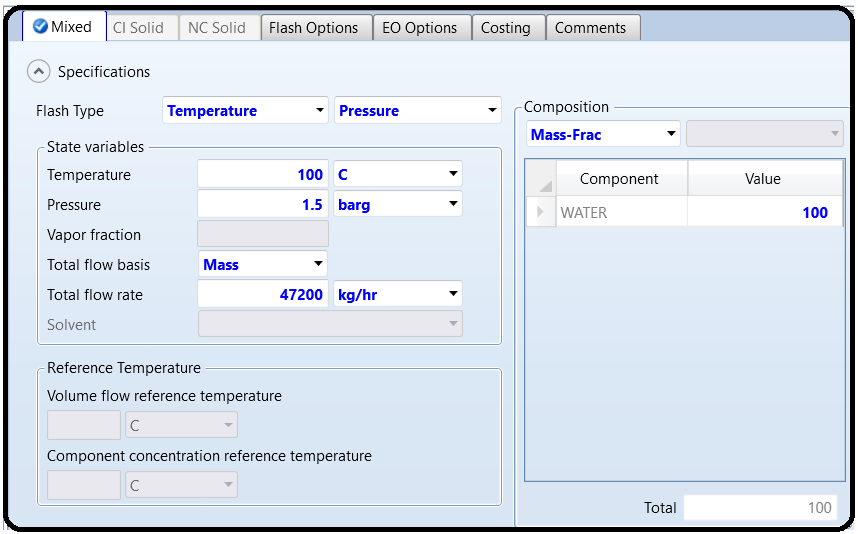 Mixed CI Solid NC Solid Flash Options EO Options Costing Comments
Specifications
Flash Type Temperature Pressure
State variables
Temperature 100 C
Pressure 1.5 barg
Vapor fraction
Total flow basis Mass
Total flow rate 47200 kg/hr
Solvent
Reference Temperature
Volume flow reference temperature
C
Component concentration reference temperature
C
Composition
Mass-Frac
Component Value
WATER 100
Total 100